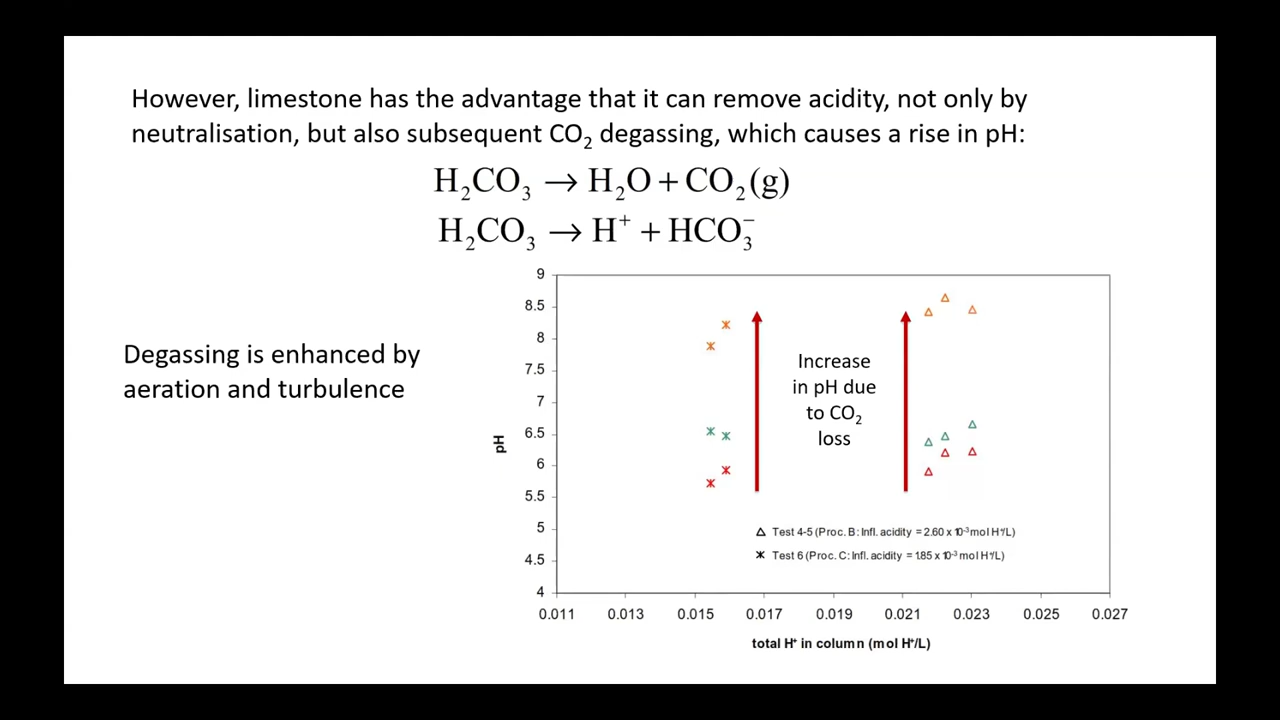 However, limestone has the advantage that it can remove acidity, not only by
neutralisation, but also subsequent CO₂ degassing, which causes a rise in pH:
H₂CO₃ → H₂O + CO₂(g)
H₂CO₃ → H⁺ + HCO₃⁻
Degassing is enhanced by
aeration and turbulence
9
8.5
8
7.5
7
6.5
6
5.5
5
4.5
4
pH
Increase
in pH due
to CO₂
loss
Test 4-5 (Proc. B: Infl. acidity = 2.60 x 10⁻³ mol H⁺/L)
Test 6 (Proc. C: Infl. acidity = 1.85 x 10⁻³ mol H⁺/L)
0.011 0.013 0.015 0.017 0.019 0.021 0.023 0.025 0.027
total H⁺ in column (mol H⁺/L)